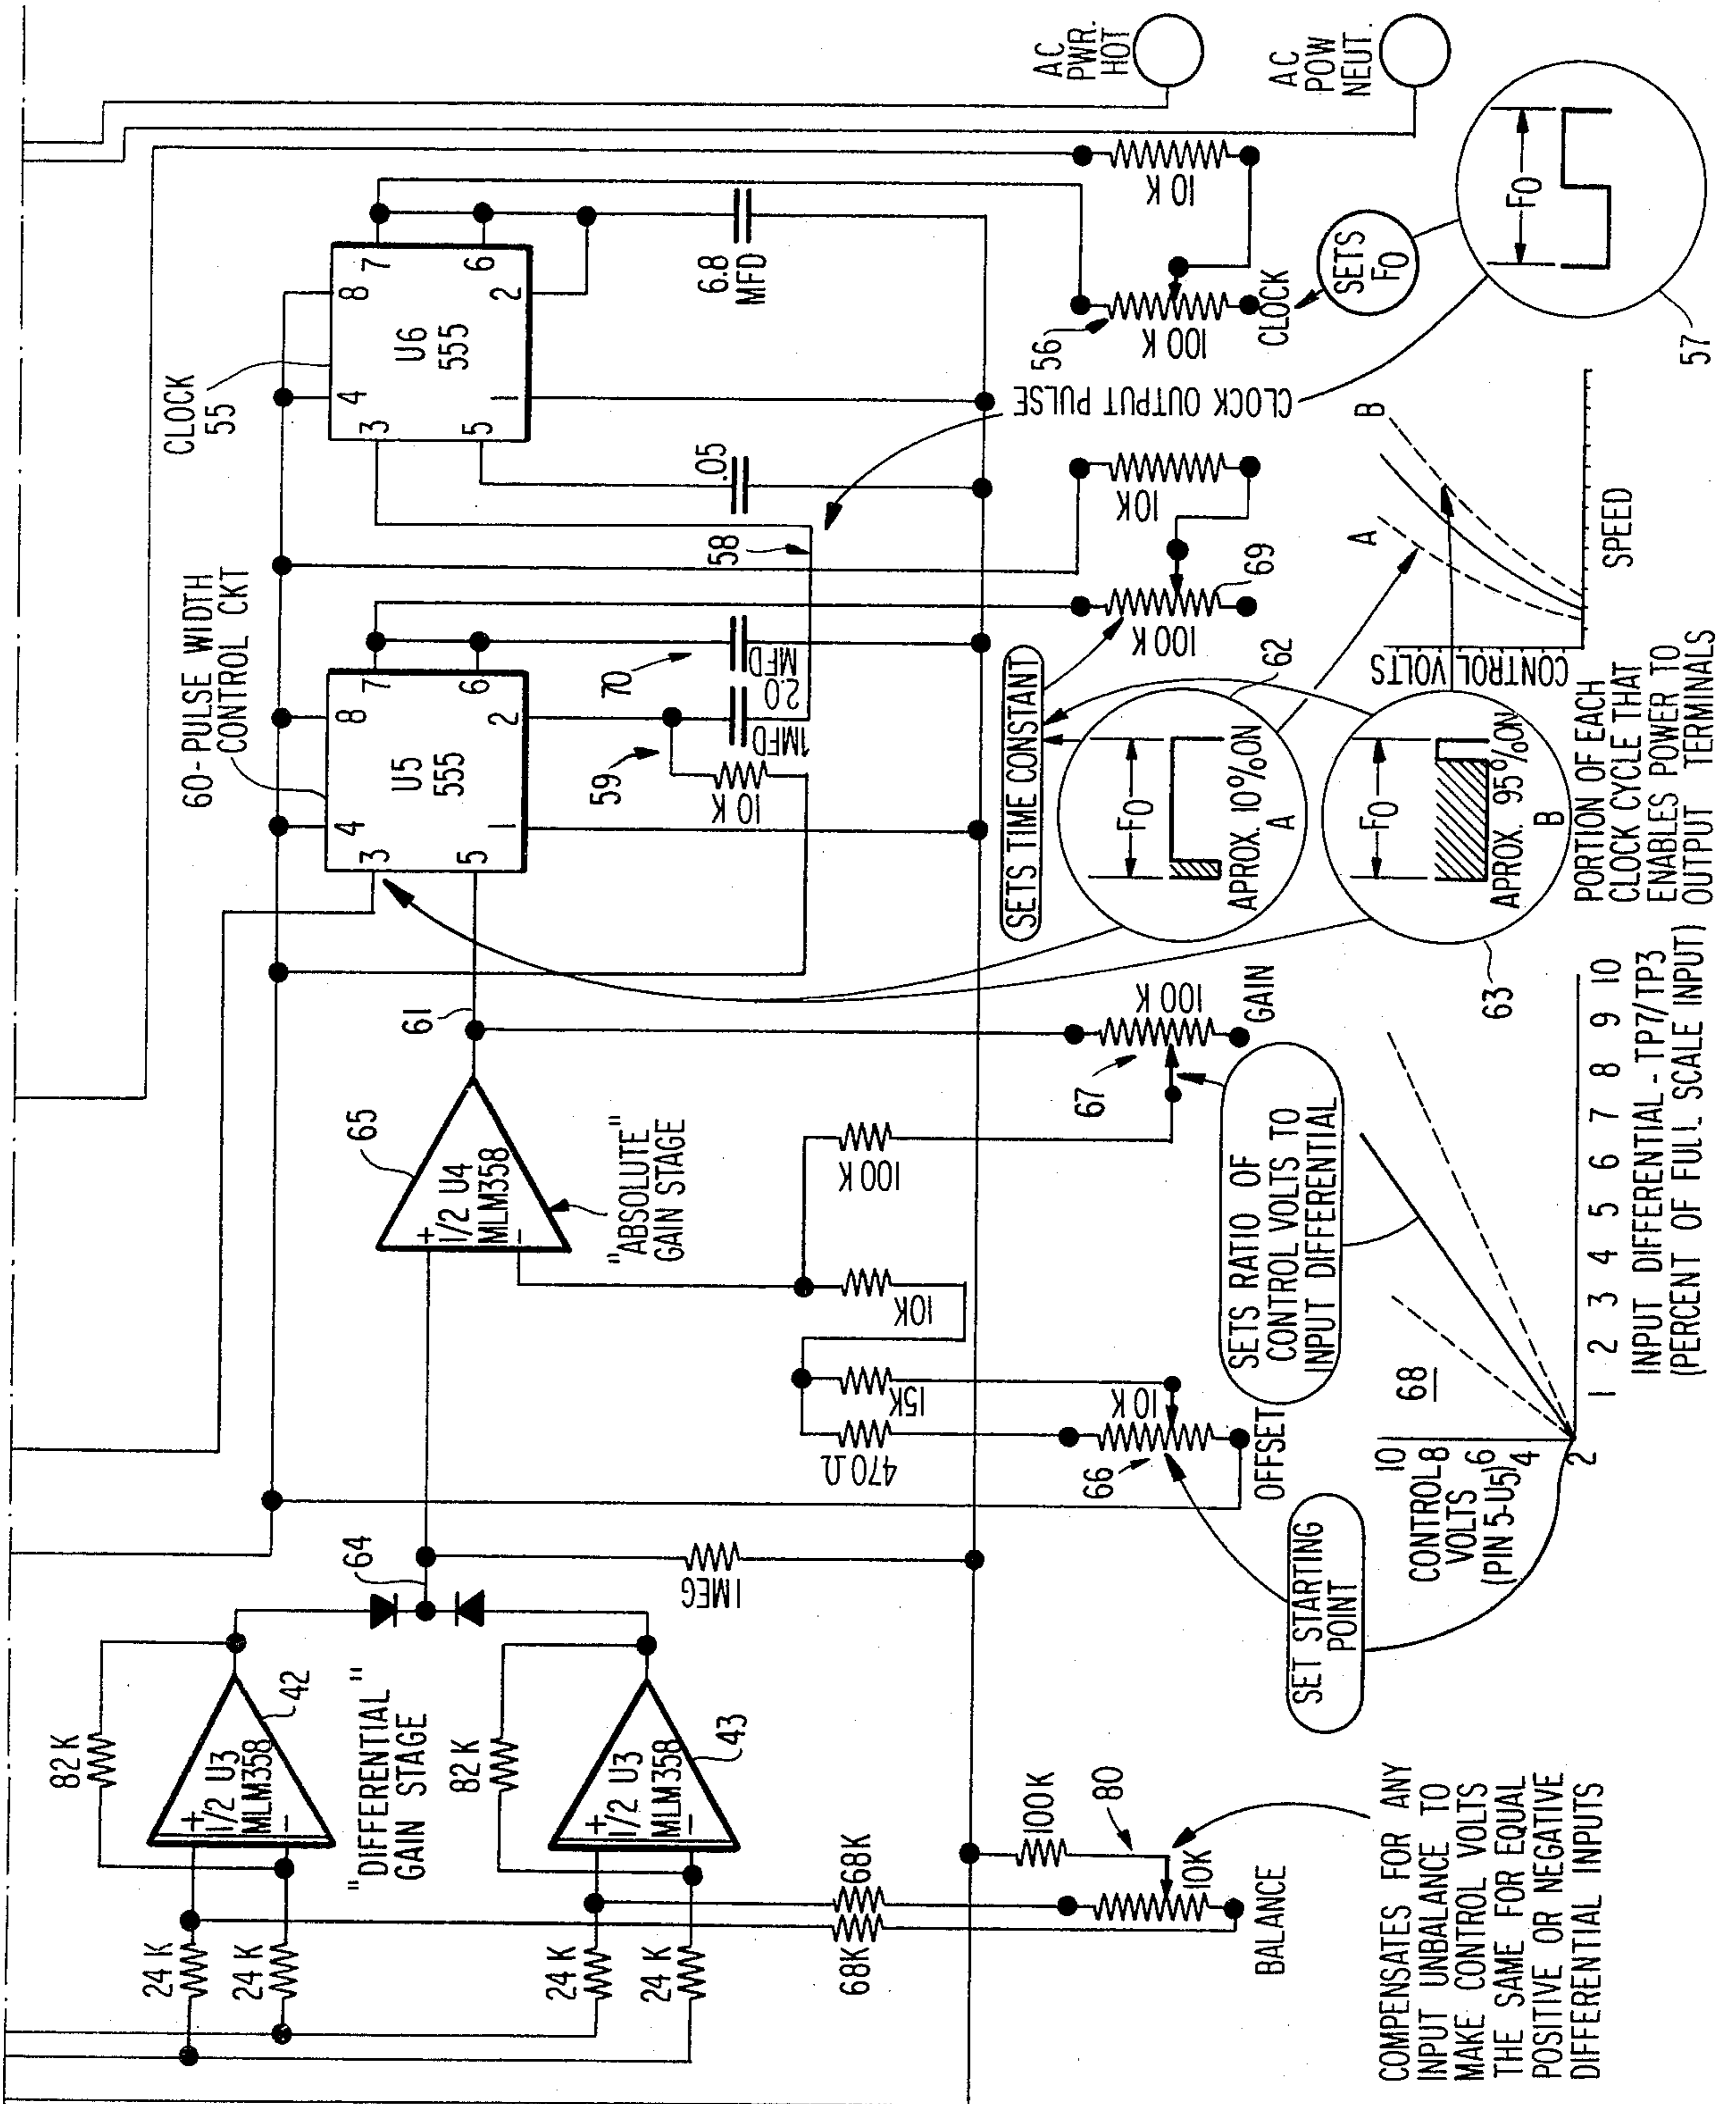 82 K
1/2 U3
MLM358
+
-
42
24 K
24 K
"DIFFERENTIAL"
GAIN STAGE
82 K
1/2 U3
MLM358
+
-
43
24 K
24 K
68K
68K
100K
80
10K
BALANCE
COMPENSATES FOR ANY
INPUT UNBALANCE TO
MAKE CONTROL VOLTS
THE SAME FOR EQUAL
POSITIVE OR NEGATIVE
DIFFERENTIAL INPUTS
64
1MEG
65
+
1/2 U4
MLM358
-
"ABSOLUTE"
GAIN STAGE
61
10K
100 K
470Ω
15K
10 K
66
OFFSET
SET STARTING
POINT
67
100 K
GAIN
SETS RATIO OF
CONTROL VOLTS TO
INPUT DIFFERENTIAL
68
10
8
6
4
2
CONTROL
VOLTS
(PIN 5-U5)
1 2 3 4 5 6 7 8 9 10
INPUT DIFFERENTIAL - TP7/TP3
(PERCENT OF FULL SCALE INPUT)
60-PULSE WIDTH
CONTROL CKT
U5
555
3
4
8
7
6
2
1
5
59
10 K
1MFD
2.0
MFD
70
58
.05
CLOCK
55
U6
555
3
4
8
7
6
2
1
5
6.8
MFD
SETS TIME CONSTANT
100 K
69
10K
CLOCK OUTPUT PULSE
56
100 K
CLOCK
10 K
SETS
FO
FO
57
AC
PWR.
HOT
AC
POW
NEUT.
62
FO
APROX. 10%ON
A
63
FO
APROX. 95%ON
B
PORTION OF EACH
CLOCK CYCLE THAT
ENABLES POWER TO
OUTPUT TERMINALS
CONTROL VOLTS
SPEED
A
B